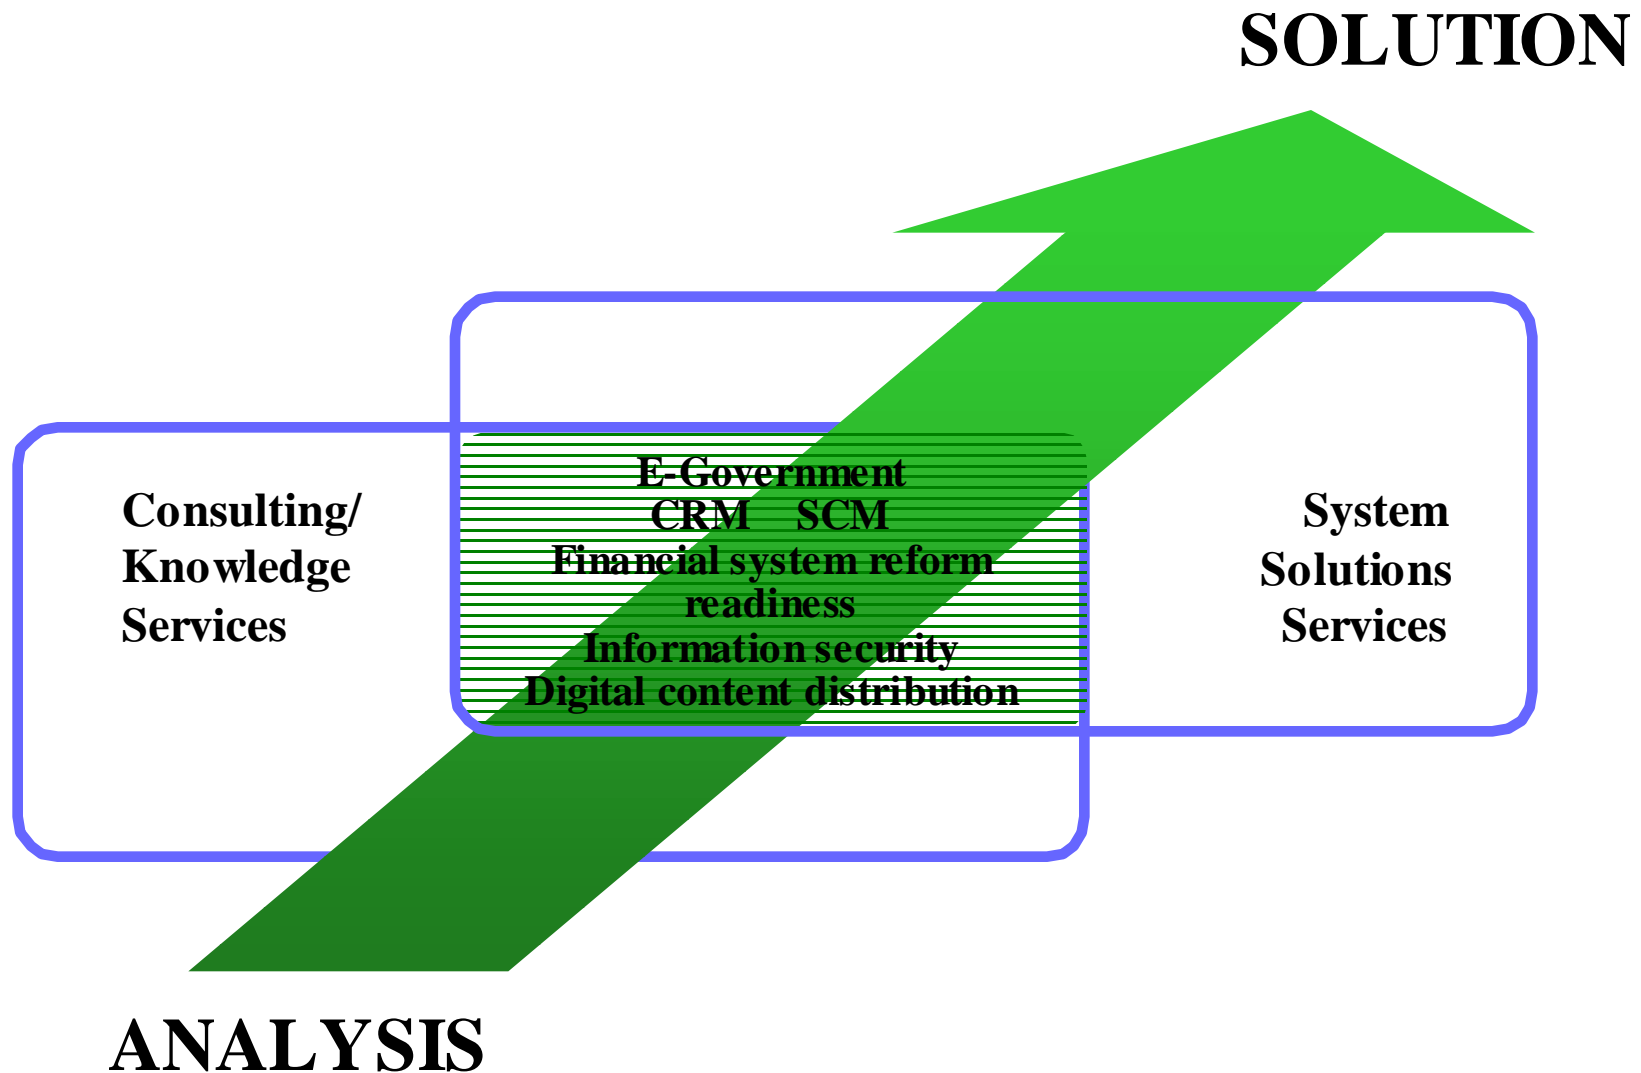 SOLUTION
Consulting/
Knowledge
Services
E-Government
CRM SCM
Financial system reform
readiness
Information security
Digital content distribution
System
Solutions
Services
ANALYSIS